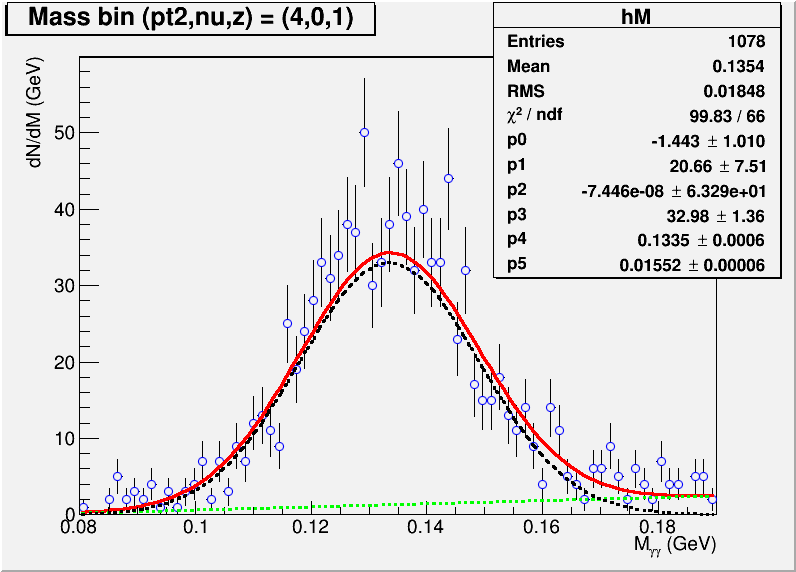 Mass bin (pt2,nu,z) = (4,0,1)
hM
Entries 1078
Mean 0.1354
RMS 0.01848
χ² / ndf 99.83 / 66
p0 -1.443 ± 1.010
p1 20.66 ± 7.51
p2 -7.446e-08 ± 6.329e+01
p3 32.98 ± 1.36
p4 0.1335 ± 0.0006
p5 0.01552 ± 0.00006
dN/dM (GeV)
50
40
30
20
10
0
0.08 0.1 0.12 0.14 0.16 0.18
Mγγ (GeV)